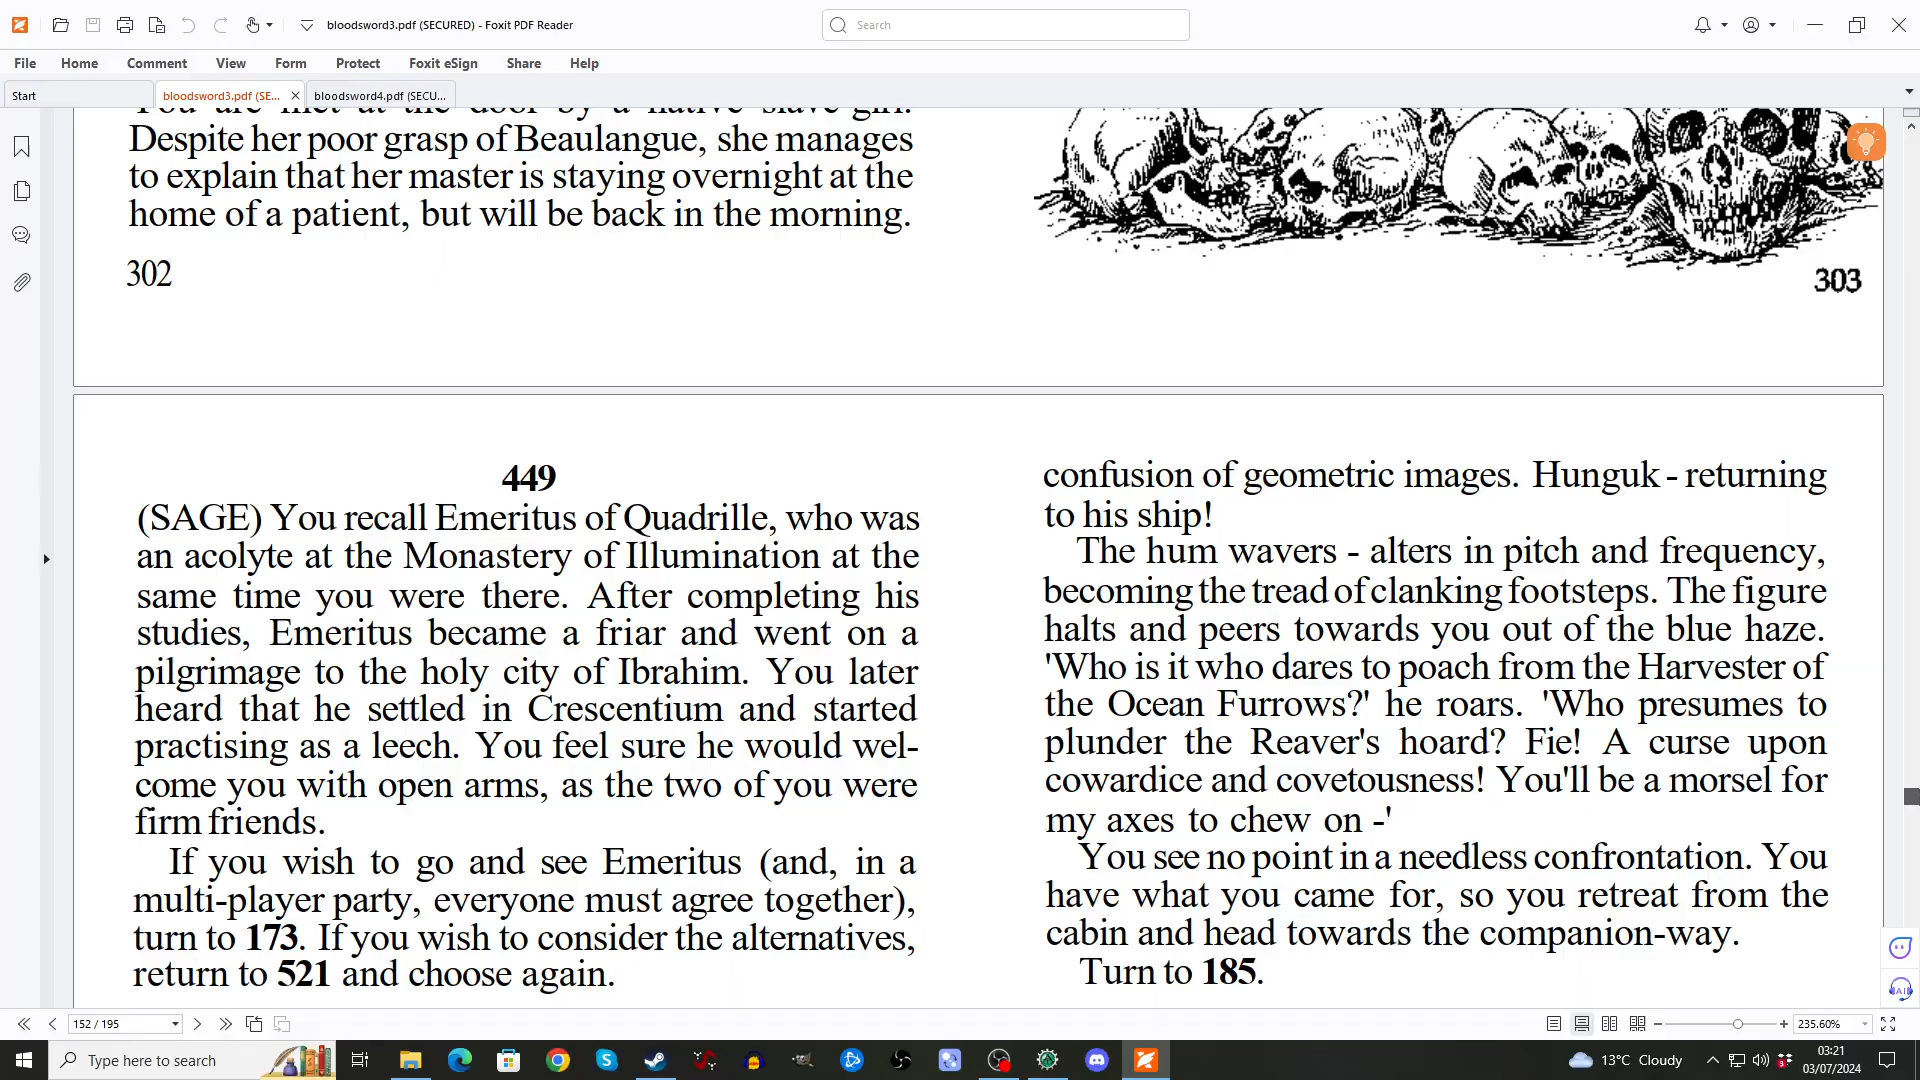 bloodsword3.pdf (SECURED) - Foxit PDF Reader
Search
File Home Comment View Form Protect Foxit eSign Share Help
Start
bloodsword3.pdf (SE...
bloodsword4.pdf (SECU...
You are met at the door by a native slave-girl.
Despite her poor grasp of Beaulangue, she manages
to explain that her master is staying overnight at the
home of a patient, but will be back in the morning.
302
303
449
(SAGE) You recall Emeritus of Quadrille, who was
an acolyte at the Monastery of Illumination at the
same time you were there. After completing his
studies, Emeritus became a friar and went on a
pilgrimage to the holy city of Ibrahim. You later
heard that he settled in Crescentium and started
practising as a leech. You feel sure he would wel-
come you with open arms, as the two of you were
firm friends.
If you wish to go and see Emeritus (and, in a
multi-player party, everyone must agree together),
turn to 173. If you wish to consider the alternatives,
return to 521 and choose again.
confusion of geometric images. Hunguk - returning
to his ship!
The hum wavers - alters in pitch and frequency,
becoming the tread of clanking footsteps. The figure
halts and peers towards you out of the blue haze.
'Who is it who dares to poach from the Harvester of
the Ocean Furrows?' he roars. 'Who presumes to
plunder the Reaver's hoard? Fie! A curse upon
cowardice and covetousness! You'll be a morsel for
my axes to chew on -'
You see no point in a needless confrontation. You
have what you came for, so you retreat from the
cabin and head towards the companion-way.
Turn to 185.
152 / 195
235.60%
Type here to search
13°C Cloudy
03:21
03/07/2024